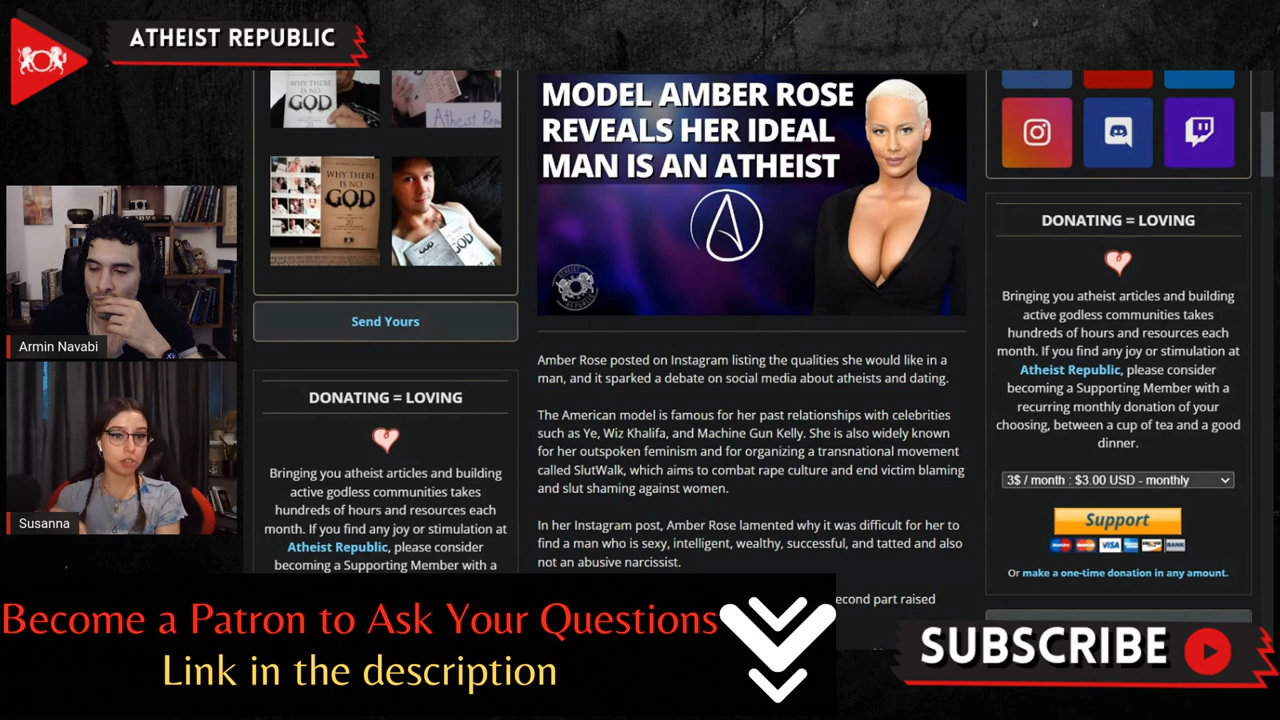 ATHEIST REPUBLIC
WHY THERE
IS NO
GOD
Atheist Rep
WHY THERE
IS NO
GOD
GOD
Send Yours
DONATING = LOVING
Bringing you atheist articles and building
active godless communities takes
hundreds of hours and resources each
month. If you find any joy or stimulation at
Atheist Republic, please consider
becoming a Supporting Member with a
MODEL AMBER ROSE
REVEALS HER IDEAL
MAN IS AN ATHEIST
Amber Rose posted on Instagram listing the qualities she would like in a
man, and it sparked a debate on social media about atheists and dating.
The American model is famous for her past relationships with celebrities
such as Ye, Wiz Khalifa, and Machine Gun Kelly. She is also widely known
for her outspoken feminism and for organizing a transnational movement
called SlutWalk, which aims to combat rape culture and end victim blaming
and slut shaming against women.
In her Instagram post, Amber Rose lamented why it was difficult for her to
find a man who is sexy, intelligent, wealthy, successful, and tatted and also
not an abusive narcissist.
econd part raised
DONATING = LOVING
Bringing you atheist articles and building
active godless communities takes
hundreds of hours and resources each
month. If you find any joy or stimulation at
Atheist Republic, please consider
becoming a Supporting Member with a
recurring monthly donation of your
choosing, between a cup of tea and a good
dinner.
3$ / month : $3.00 USD - monthly
Support
VISA
BANK
Or make a one-time donation in any amount.
Armin Navabi
Susanna
Become a Patron to Ask Your Questions
Link in the description
SUBSCRIBE